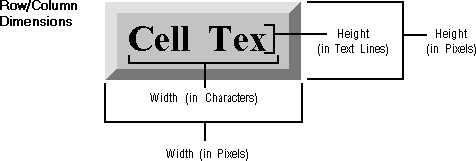 Row/Column
Dimensions
Cell Tex
Height
(in Text Lines)
Height
(in Pixels)
Width (in Characters)
Width (in Pixels)